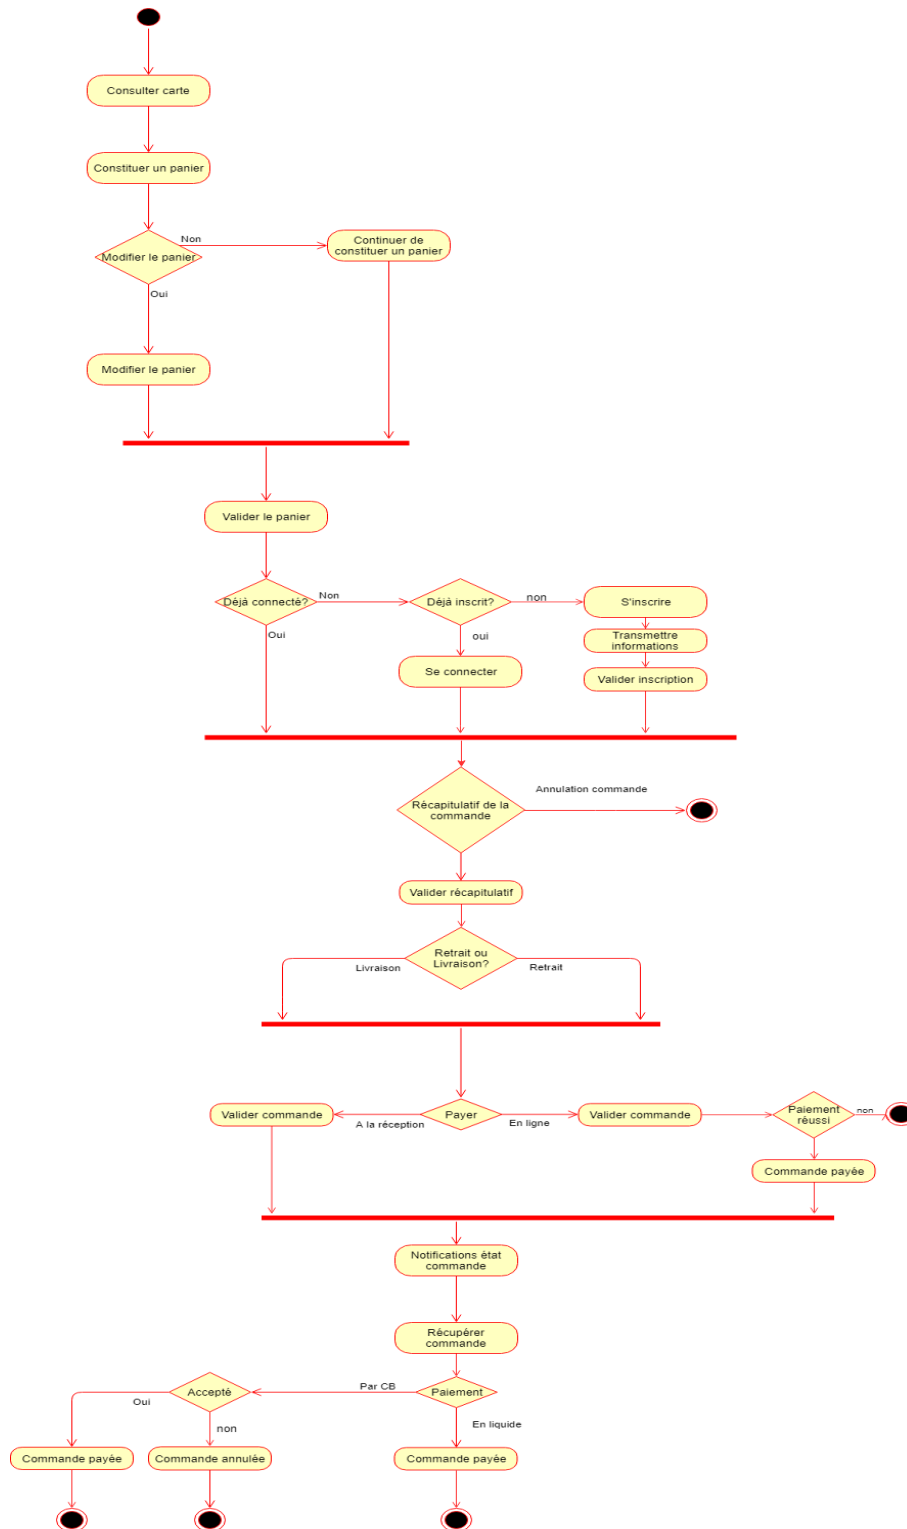 Consulter carte
Constituer un panier
Modifier le panier
Non
Continuer de
constituer un panier
Oui
Modifier le panier
Valider le panier
Déjà connecté?
Non
Déjà inscrit?
non
S'inscrire
Oui
oui
Transmettre
informations
Se connecter
Valider inscription
Récapitulatif de la
commande
Annulation commande
Valider récapitulatif
Retrait ou
Livraison?
Livraison
Retrait
Valider commande
A la réception
Payer
En ligne
Valider commande
Paiement
réussi
non
Commande payée
Notifications ètat
commande
Récupérer
commande
Accepté
Par CB
Paiement
Oui
non
En liquide
Commande payée
Commande annulée
Commande payée